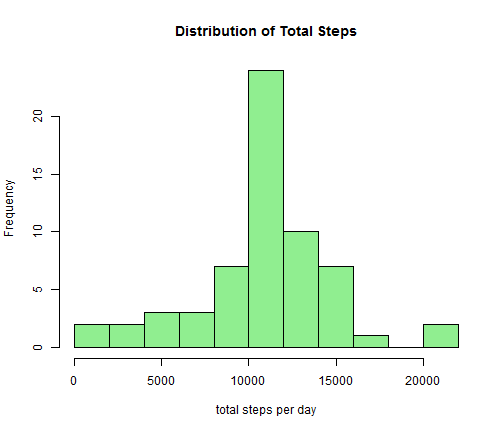 Distribution of Total Steps
Frequency
20
15
10
5
0
0 5000 10000 15000 20000
total steps per day